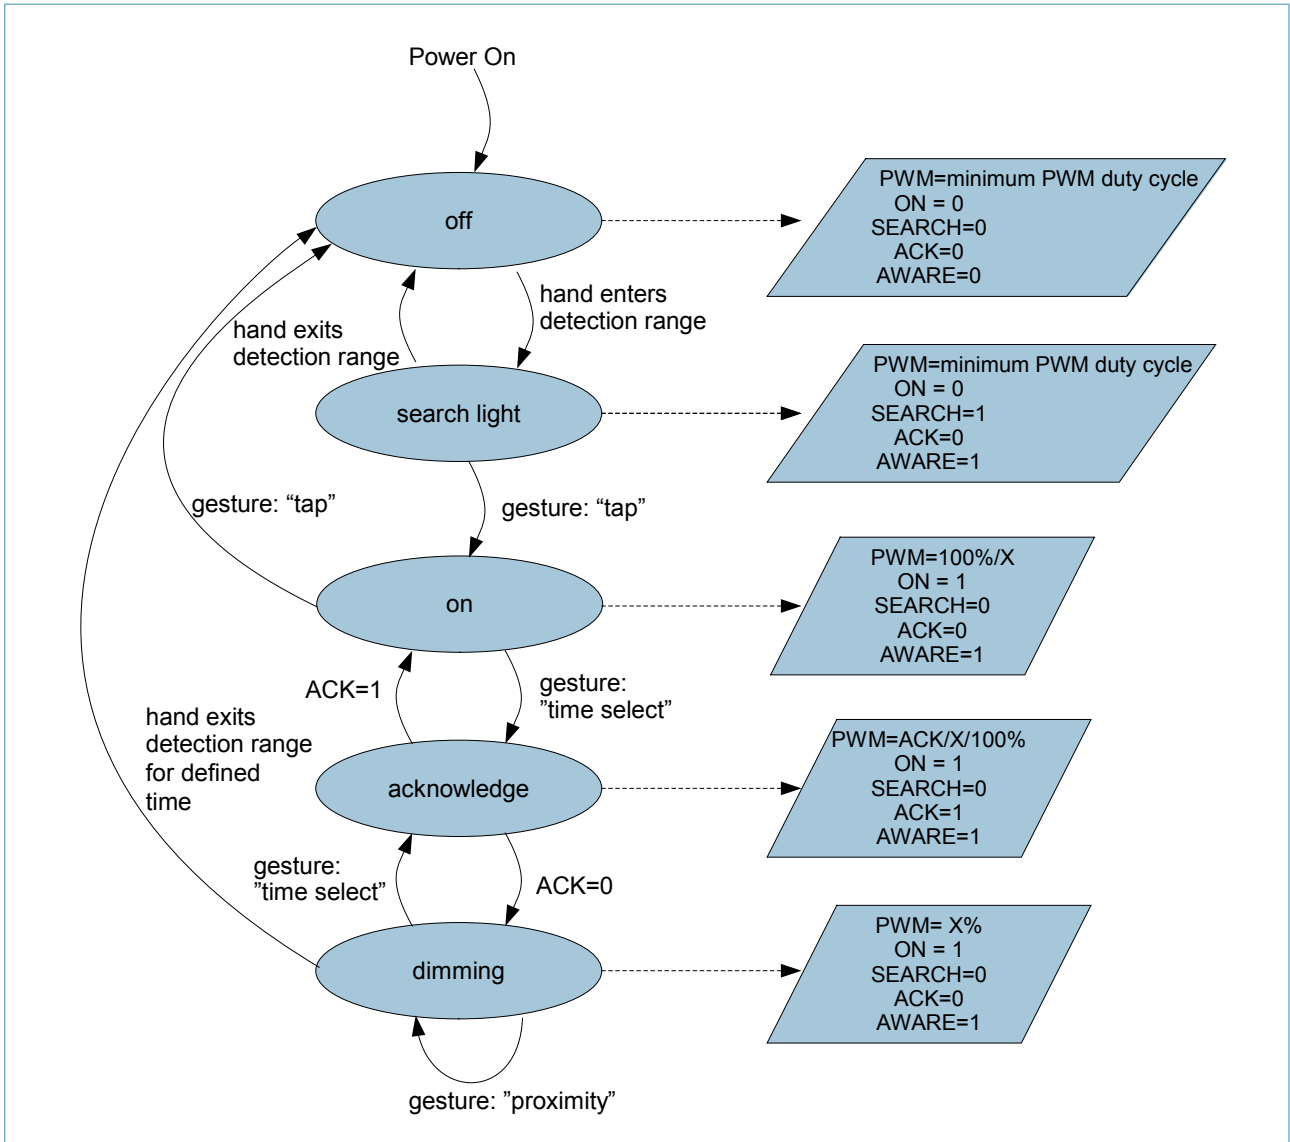 Power On
off
PWM=minimum PWM duty cycle
ON = 0
SEARCH=0
ACK=0
AWARE=0
hand enters
detection range
hand exits
detection range
search light
PWM=minimum PWM duty cycle
ON = 0
SEARCH=1
ACK=0
AWARE=1
gesture: “tap”
gesture: “tap”
on
PWM=100%/X
ON = 1
SEARCH=0
ACK=0
AWARE=1
ACK=1
gesture:
”time select”
hand exits
detection range
for defined
time
acknowledge
PWM=ACK/X/100%
ON = 1
SEARCH=0
ACK=1
AWARE=1
gesture:
”time select”
ACK=0
dimming
PWM= X%
ON = 1
SEARCH=0
ACK=0
AWARE=1
gesture: ”proximity”